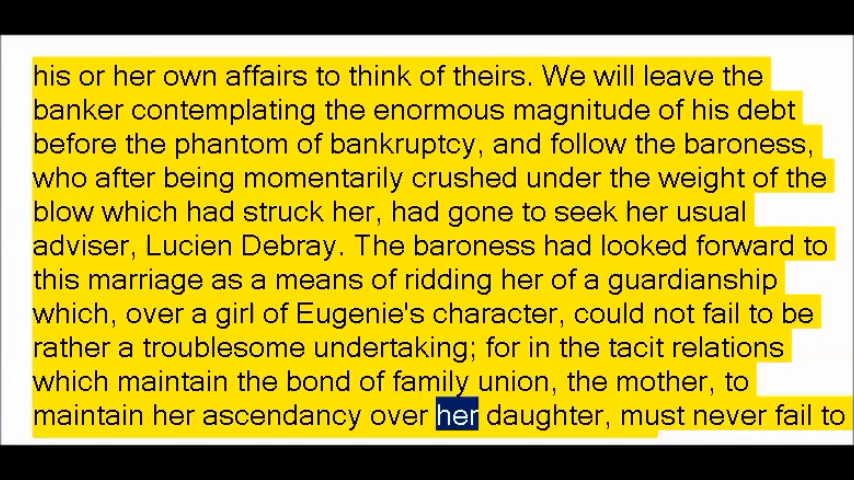 his or her own affairs to think of theirs. We will leave the
banker contemplating the enormous magnitude of his debt
before the phantom of bankruptcy, and follow the baroness,
who after being momentarily crushed under the weight of the
blow which had struck her, had gone to seek her usual
adviser, Lucien Debray. The baroness had looked forward to
this marriage as a means of ridding her of a guardianship
which, over a girl of Eugenie's character, could not fail to be
rather a troublesome undertaking; for in the tacit relations
which maintain the bond of family union, the mother, to
maintain her ascendancy over her daughter, must never fail to